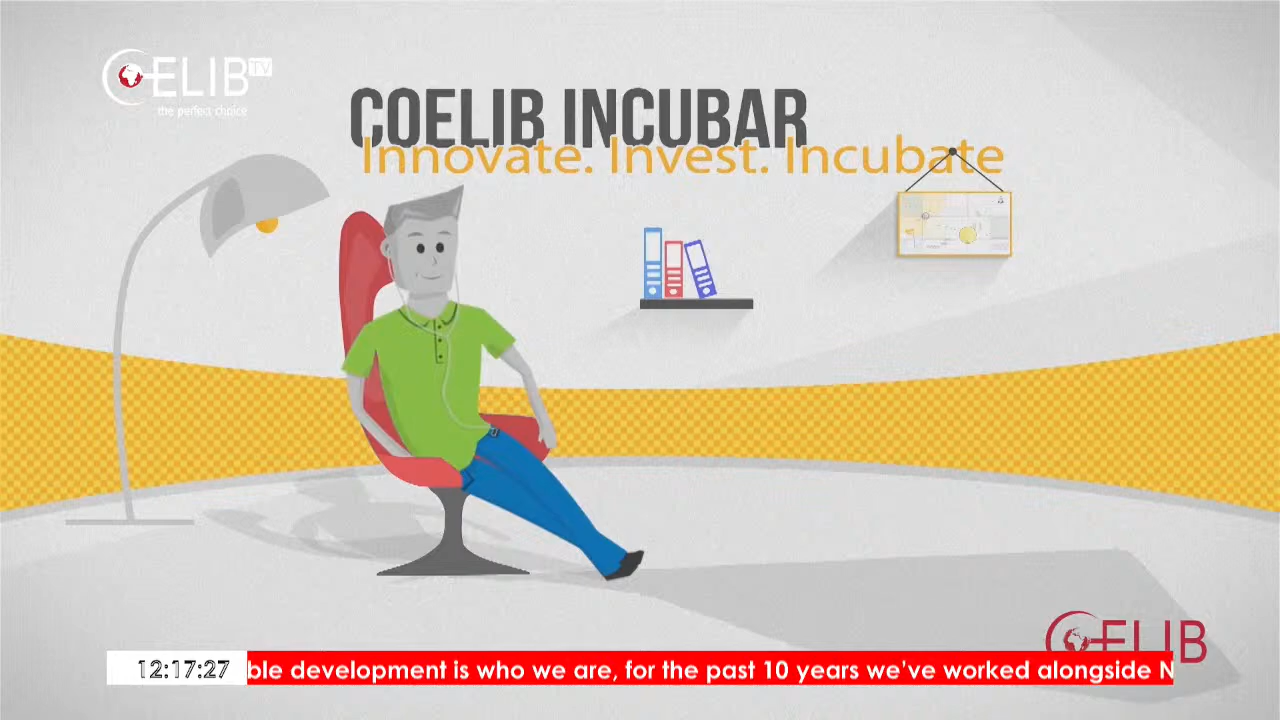 CELIB TV
the perfect choice
COELIB INCUBAR
Innovate. Invest. Incubate
CELIB
12:17:27 ble development is who we are, for the past 10 years we've worked alongside N